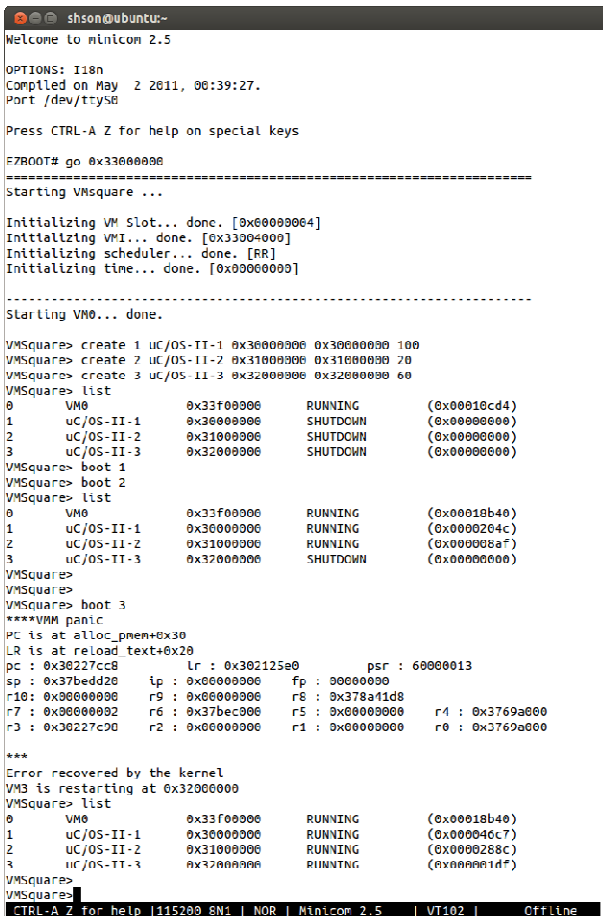 shson@ubuntu:~
Welcome to minicom 2.5
OPTIONS: I18n
Compiled on May  2 2011, 00:39:27.
Port /dev/ttyS0
Press CTRL-A Z for help on special keys
EZBOOT# go 0x33000000
======================================================================
Starting VMsquare ...
Initializing VM Slot... done. [0x00000004]
Initializing VMI... done. [0x33004000]
Initializing scheduler... done. [RR]
Initializing time... done. [0x00000000]
----------------------------------------------------------------------
Starting VM0... done.
VMSquare> create 1 uC/OS-II-1 0x30000000 0x30000000 100
VMSquare> create 2 uC/OS-II-2 0x31000000 0x31000000 20
VMSquare> create 3 uC/OS-II-3 0x32000000 0x32000000 60
VMSquare> list
0 VM0 0x33f00000 RUNNING (0x00010cd4)
1 uC/OS-II-1 0x30000000 SHUTDOWN (0x00000000)
2 uC/OS-II-2 0x31000000 SHUTDOWN (0x00000000)
3 uC/OS-II-3 0x32000000 SHUTDOWN (0x00000000)
VMSquare> boot 1
VMSquare> boot 2
VMSquare> list
0 VM0 0x33f00000 RUNNING (0x00018b40)
1 uC/OS-II-1 0x30000000 RUNNING (0x0000204c)
2 uC/OS-II-2 0x31000000 RUNNING (0x000008af)
3 uC/OS-II-3 0x32000000 SHUTDOWN (0x00000000)
VMSquare>
VMSquare>
VMSquare> boot 3
****VMM panic
PC is at alloc_pmem+0x30
LR is at reload_text+0x20
pc : 0x30227cc8 lr : 0x302125e0 psr : 60000013
sp : 0x37bedd20 ip : 0x00000000 fp : 00000000
r10: 0x00000000 r9 : 0x00000000 r8 : 0x378a41d8
r7 : 0x00000002 r6 : 0x37bec000 r5 : 0x00000000 r4 : 0x3769a000
r3 : 0x30227c98 r2 : 0x00000000 r1 : 0x00000000 r0 : 0x3769a000
***
Error recovered by the kernel
VM3 is restarting at 0x32000000
VMSquare> list
0 VM0 0x33f00000 RUNNING (0x00018b40)
1 uC/OS-II-1 0x30000000 RUNNING (0x000046c7)
2 uC/OS-II-2 0x31000000 RUNNING (0x0000288c)
3 uC/OS-II-3 0x32000000 RUNNING (0x000001df)
VMSquare>
VMSquare>
CTRL-A Z for help |115200 8N1 | NOR | Minicom 2.5 | VT102 | Offline